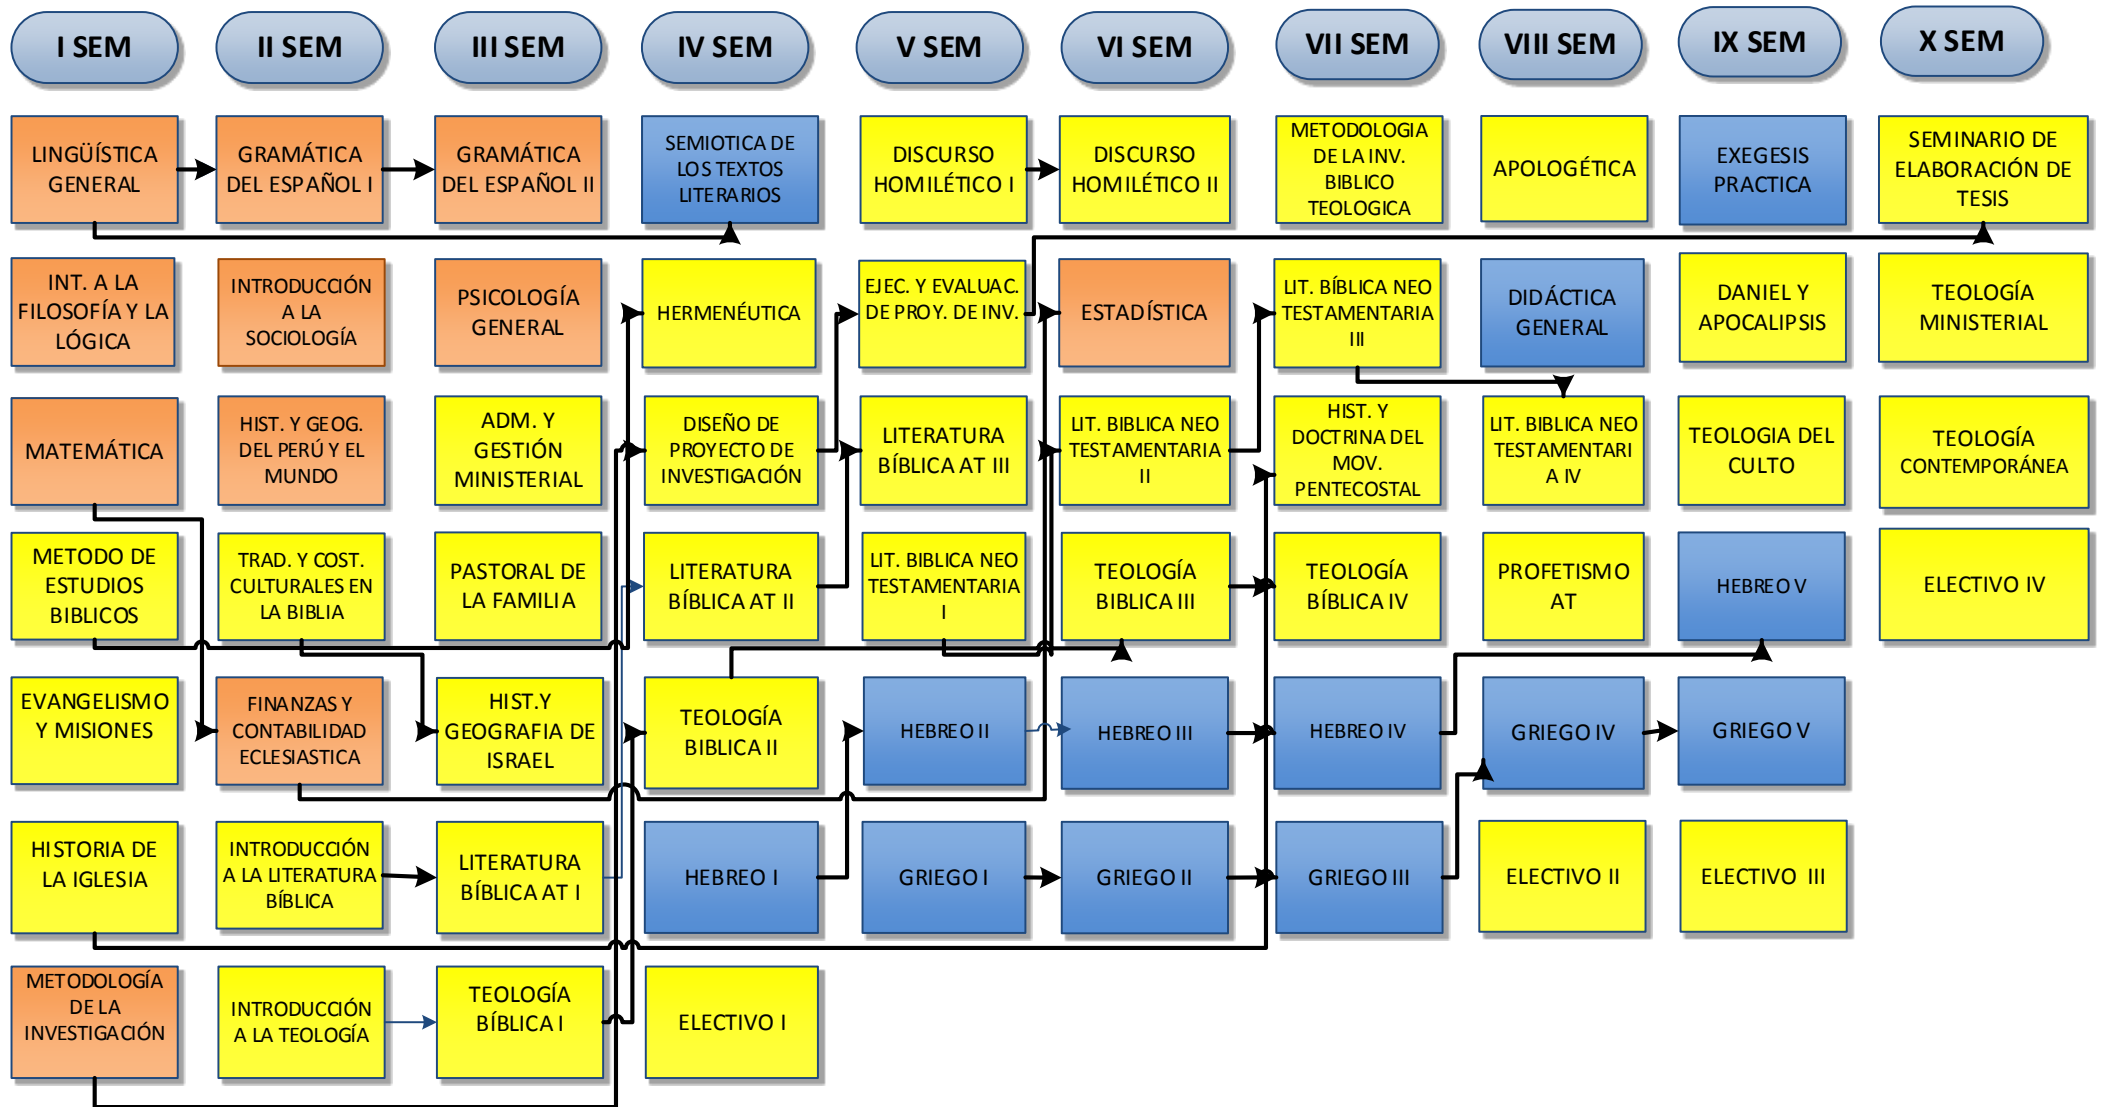 I SEM
II SEM
III SEM
IV SEM
V SEM
VI SEM
VII SEM
VIII SEM
IX SEM
X SEM
LINGÜÍSTICA
GENERAL
GRAMÁTICA
DEL ESPAÑOL I
GRAMÁTICA
DEL ESPAÑOL II
SEMIOTICA DE
LOS TEXTOS
LITERARIOS
DISCURSO
HOMILÉTICO I
DISCURSO
HOMILÉTICO II
METODOLOGIA
DE LA INV.
BIBLICO
TEOLOGICA
APOLOGÉTICA
EXEGESIS
PRACTICA
SEMINARIO DE
ELABORACIÓN DE
TESIS
INT. A LA
FILOSOFÍA Y LA
LÓGICA
INTRODUCCIÓN
A LA
SOCIOLOGÍA
PSICOLOGÍA
GENERAL
HERMENÉUTICA
EJEC. Y EVALUAC.
DE PROY. DE INV.
ESTADÍSTICA
LIT. BÍBLICA NEO
TESTAMENTARIA
III
DIDÁCTICA
GENERAL
DANIEL Y
APOCALIPSIS
TEOLOGÍA
MINISTERIAL
MATEMÁTICA
HIST. Y GEOG.
DEL PERÚ Y EL
MUNDO
ADM. Y
GESTIÓN
MINISTERIAL
DISEÑO DE
PROYECTO DE
INVESTIGACIÓN
LITERATURA
BÍBLICA AT III
LIT. BIBLICA NEO
TESTAMENTARIA
II
HIST. Y
DOCTRINA DEL
MOV.
PENTECOSTAL
LIT. BIBLICA NEO
TESTAMENTARI
A IV
TEOLOGIA DEL
CULTO
TEOLOGÍA
CONTEMPORÁNEA
METODO DE
ESTUDIOS
BIBLICOS
TRAD. Y COST.
CULTURALES EN
LA BIBLIA
PASTORAL DE
LA FAMILIA
LITERATURA
BÍBLICA AT II
LIT. BIBLICA NEO
TESTAMENTARIA
I
TEOLOGÍA
BIBLICA III
TEOLOGÍA
BÍBLICA IV
PROFETISMO
AT
HEBREO V
ELECTIVO IV
EVANGELISMO
Y MISIONES
FINANZAS Y
CONTABILIDAD
ECLESIASTICA
HIST.Y
GEOGRAFIA DE
ISRAEL
TEOLOGÍA
BIBLICA II
HEBREO II
HEBREO III
HEBREO IV
GRIEGO IV
GRIEGO V
HISTORIA DE
LA IGLESIA
INTRODUCCIÓN
A LA LITERATURA
BÍBLICA
LITERATURA
BÍBLICA AT I
HEBREO I
GRIEGO I
GRIEGO II
GRIEGO III
ELECTIVO II
ELECTIVO III
METODOLOGÍA
DE LA
INVESTIGACIÓN
INTRODUCCIÓN
A LA TEOLOGÍA
TEOLOGÍA
BÍBLICA I
ELECTIVO I